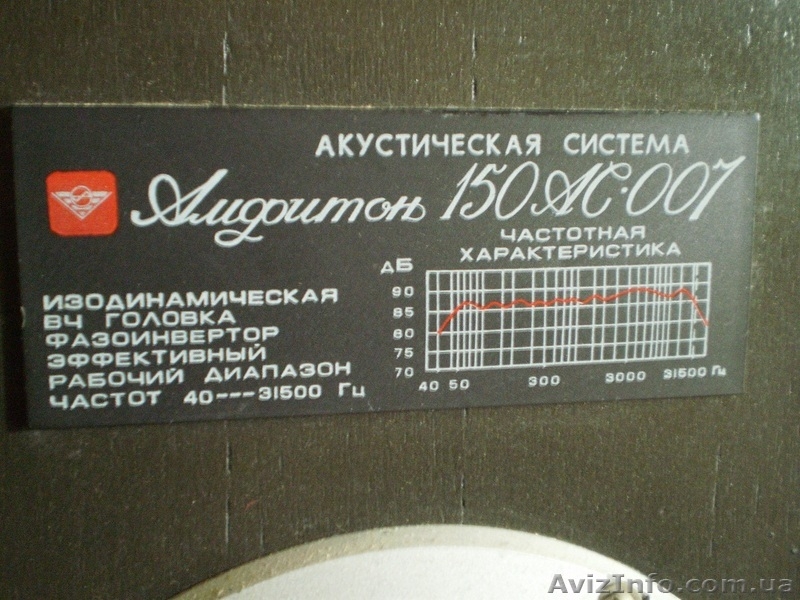 АКУСТИЧЕСКАЯ СИСТЕМА
Амфитон 150АС-007
ЧАСТОТНАЯ
ХАРАКТЕРИСТИКА
дБ
90
85
80
75
70
40 50 300 3000 31500 Гц
ИЗОДИНАМИЧЕСКАЯ
ВЧ ГОЛОВКА
ФАЗОИНВЕРТОР
ЭФФЕКТИВНЫЙ
РАБОЧИЙ ДИАПАЗОН
ЧАСТОТ 40---31500 Гц
AvizInfo.com.ua